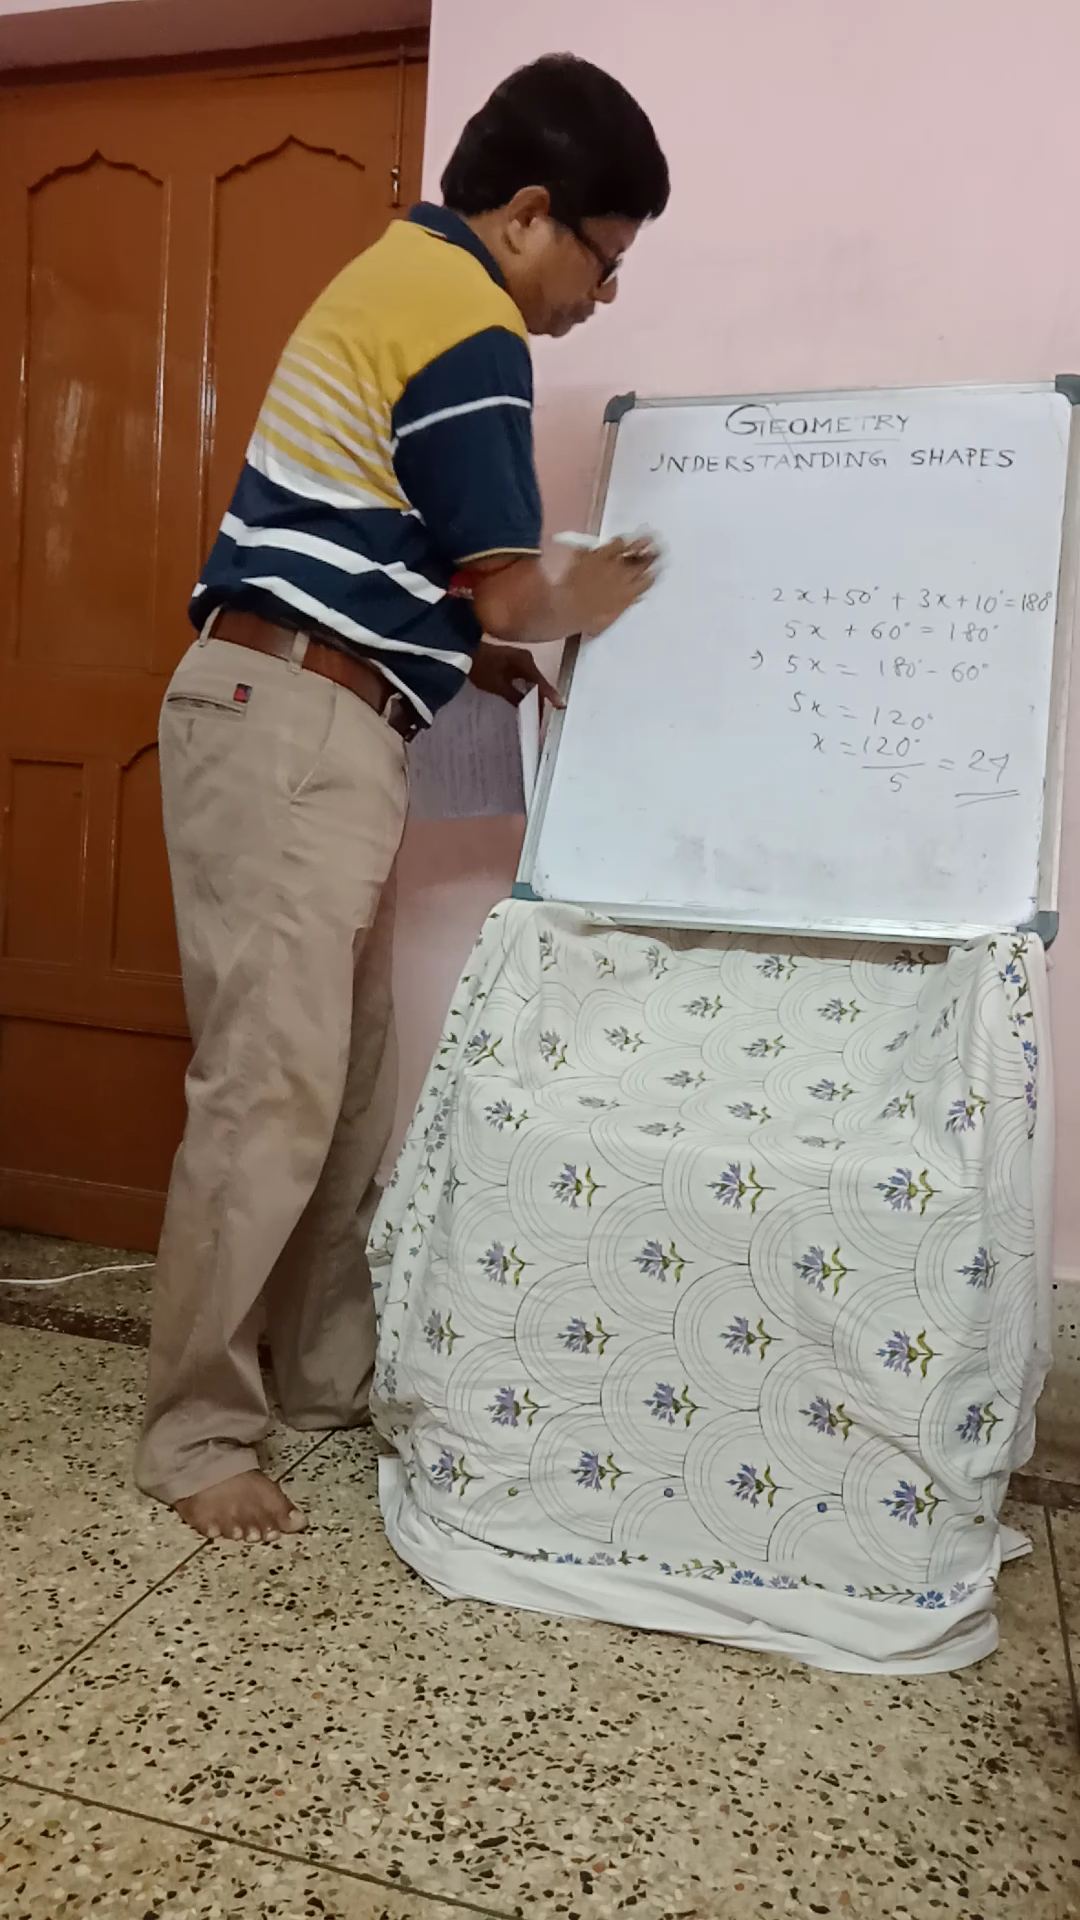 GEOMETRY
UNDERSTANDING SHAPES
2x+50° + 3x+10°=180°
5x + 60° = 180°
⇒ 5x = 180° - 60°
5x = 120°
x = 120°/5 = 24